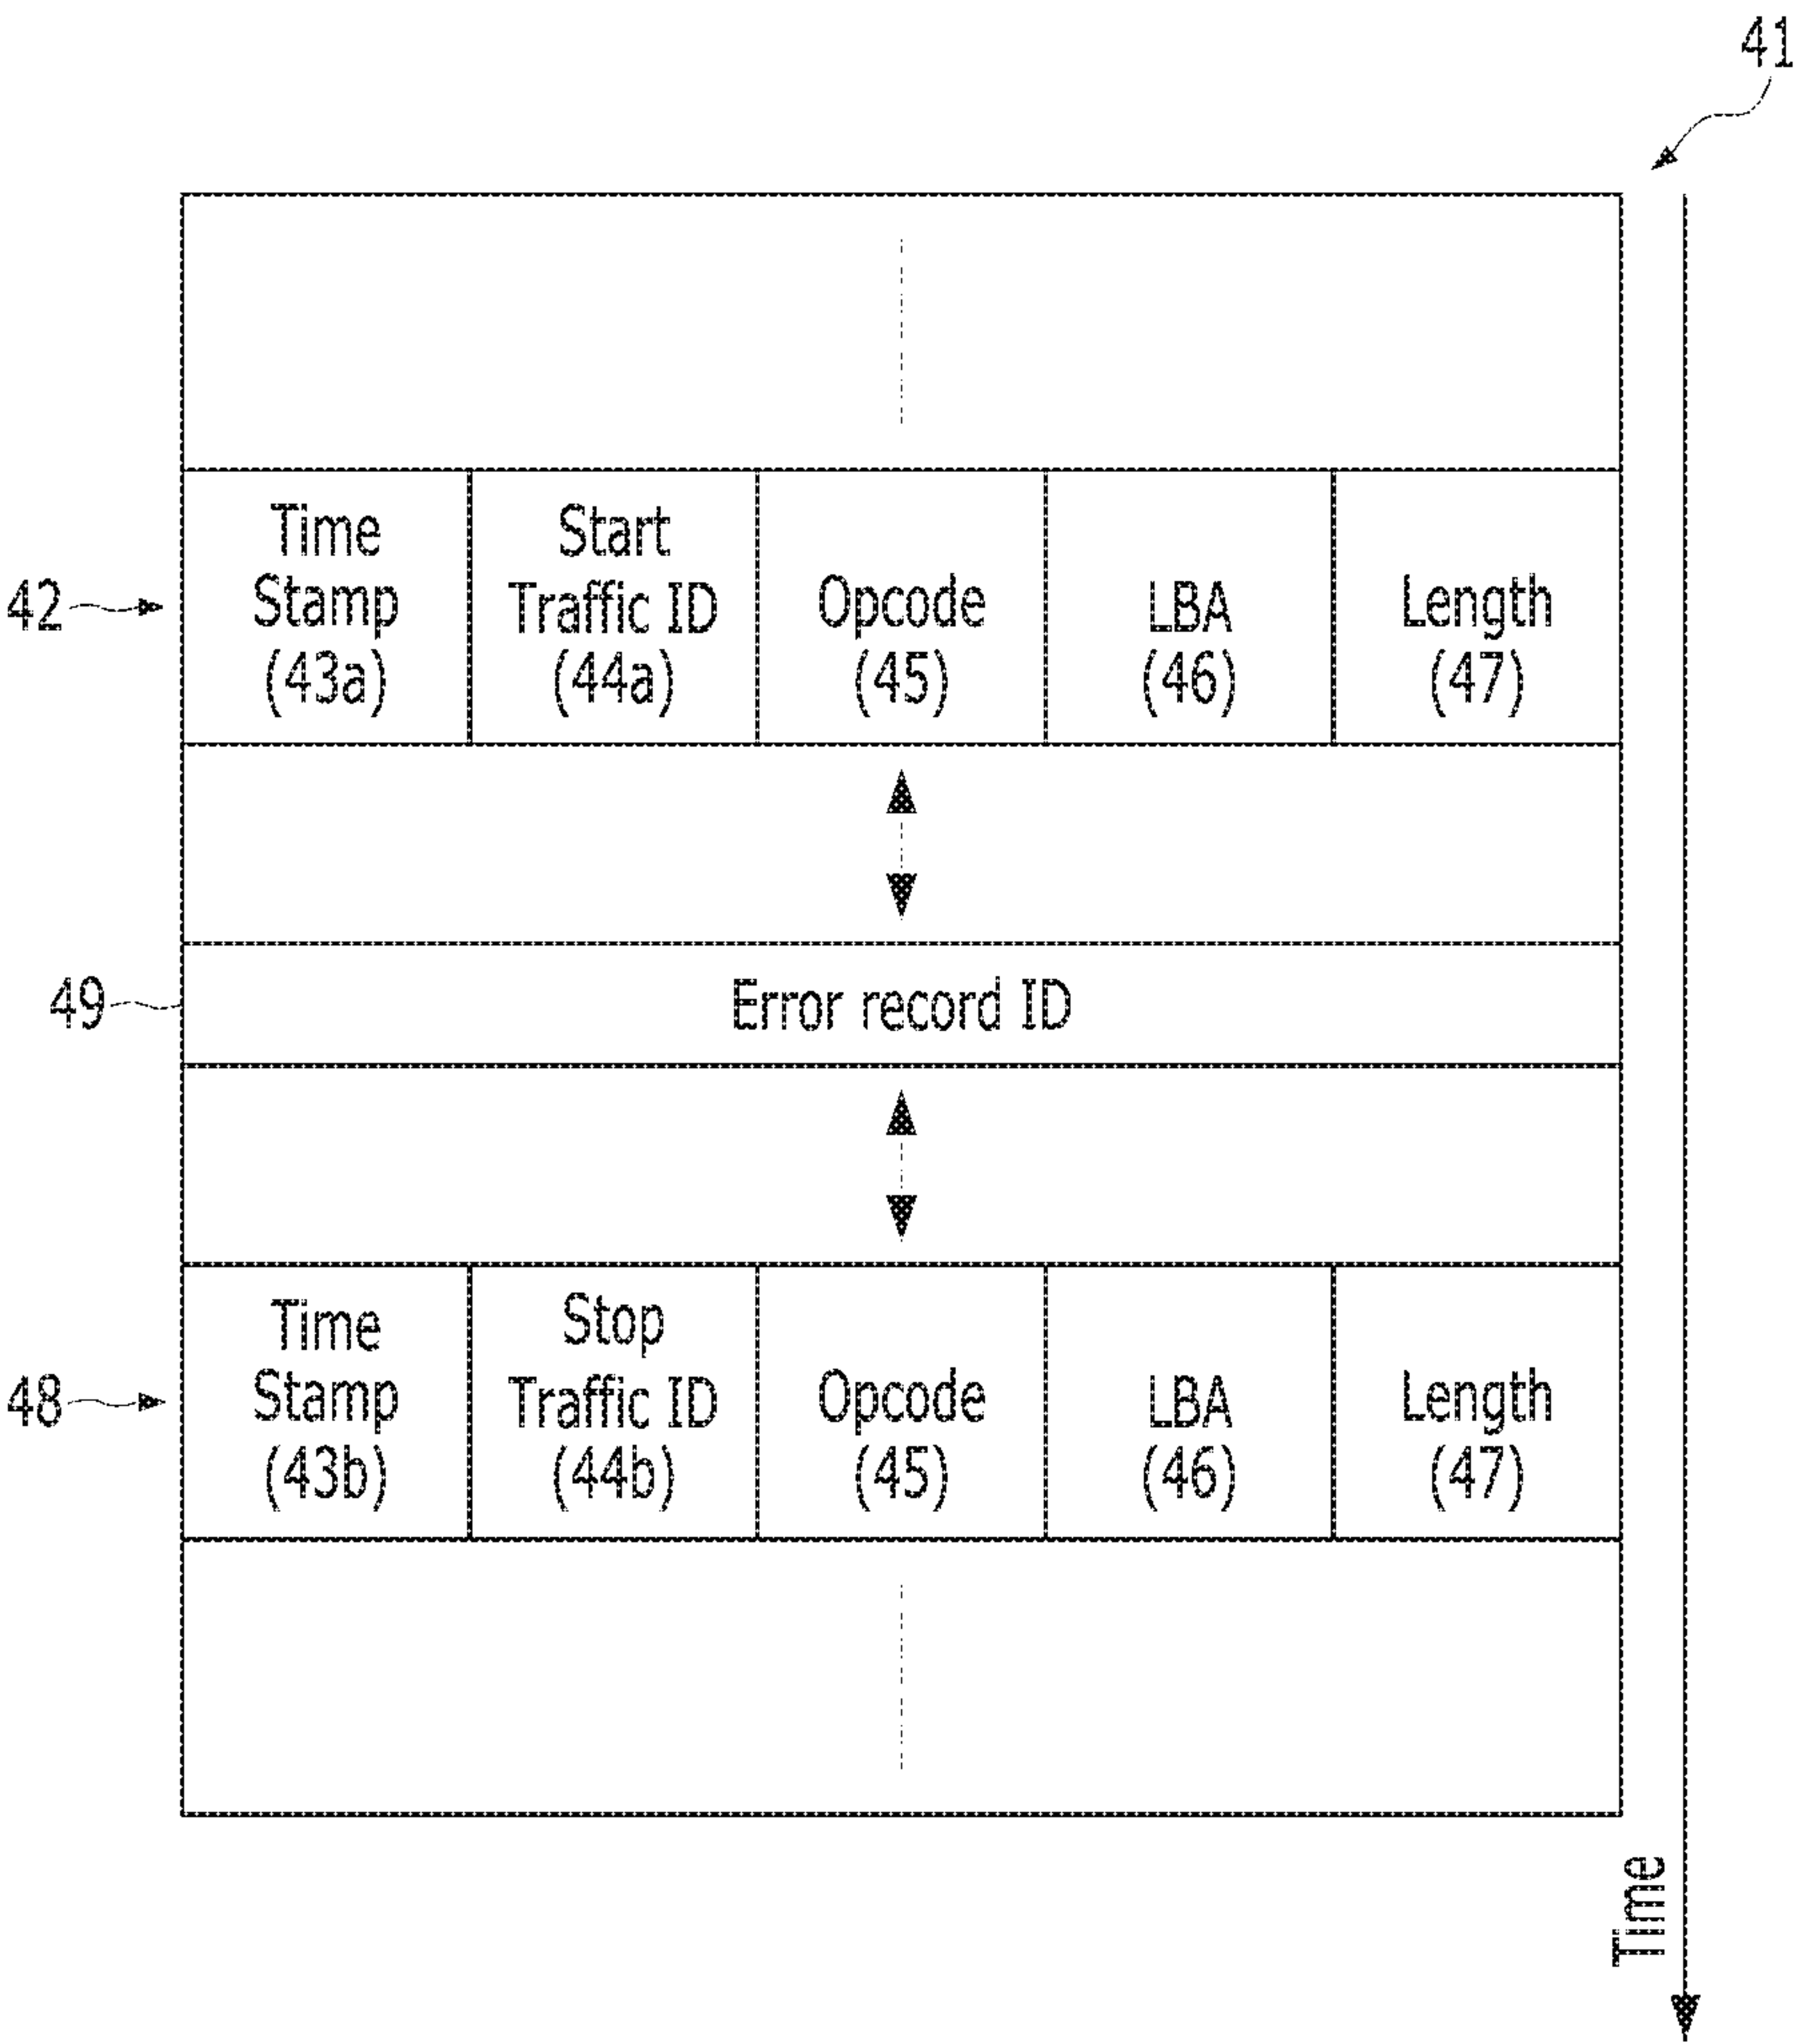 41
42
Time
Stamp
(43a)
Start
Traffic ID
(44a)
Opcode
(45)
LBA
(46)
Length
(47)
49
Error record ID
48
Time
Stamp
(43b)
Stop
Traffic ID
(44b)
Opcode
(45)
LBA
(46)
Length
(47)
Time